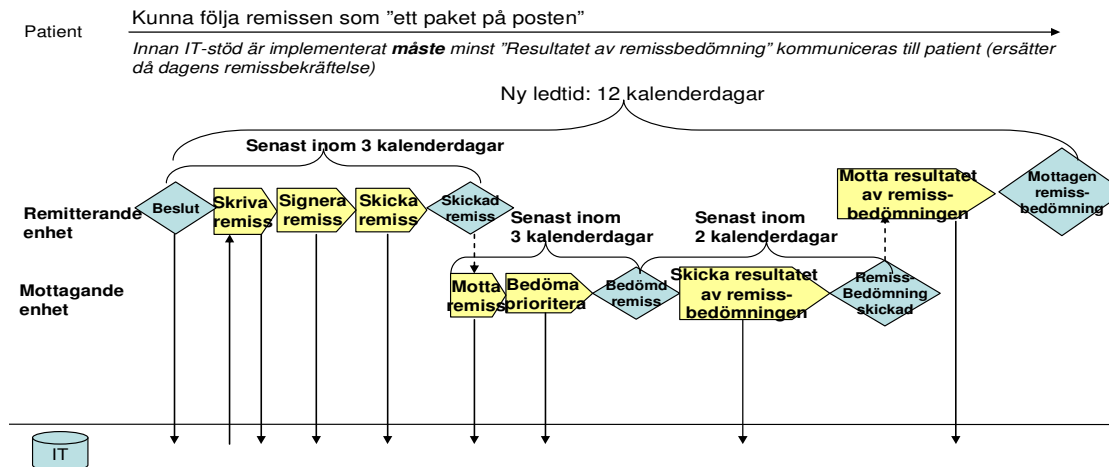 Kunna följa remissen som ”ett paket på posten”
Patient
Innan IT-stöd är implementerat måste minst ”Resultatet av remissbedömning” kommuniceras till patient (ersätter
då dagens remissbekräftelse)
Ny ledtid: 12 kalenderdagar
Senast inom 3 kalenderdagar
Remitterande
enhet
Beslut
Skriva
remiss
Signera
remiss
Skicka
remiss
Skickad
remiss
Motta resultatet
av remiss-
bedömningen
Mottagen
remiss-
bedömning
Senast inom
3 kalenderdagar
Senast inom
2 kalenderdagar
Mottagande
enhet
Motta
remiss
Bedöma
prioritera
Bedömd
remiss
Skicka resultatet
av remiss-
bedömningen
Remiss-
Bedömning
skickad
IT